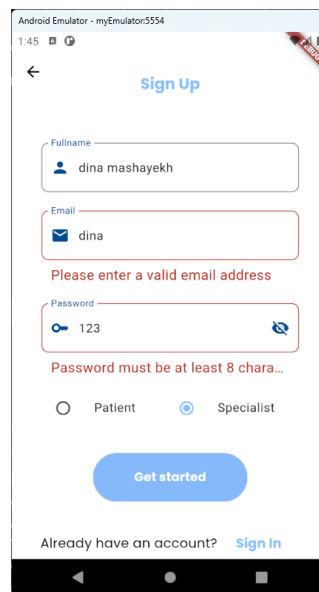 Android Emulator - myEmulator:5554
1:45
Sign Up
Fullname
dina mashayekh
Email
dina
Please enter a valid email address
Password
123
Password must be at least 8 chara...
Patient
Specialist
Get started
Already have an account? Sign In